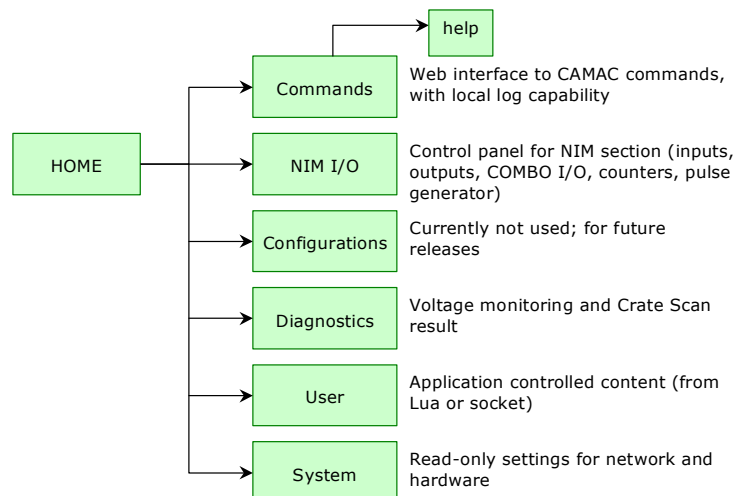 help
Commands
Web interface to CAMAC commands,
with local log capability
HOME
NIM I/O
Control panel for NIM section (inputs,
outputs, COMBO I/O, counters, pulse
generator)
Configurations
Currently not used; for future
releases
Diagnostics
Voltage monitoring and Crate Scan
result
User
Application controlled content (from
Lua or socket)
System
Read-only settings for network and
hardware